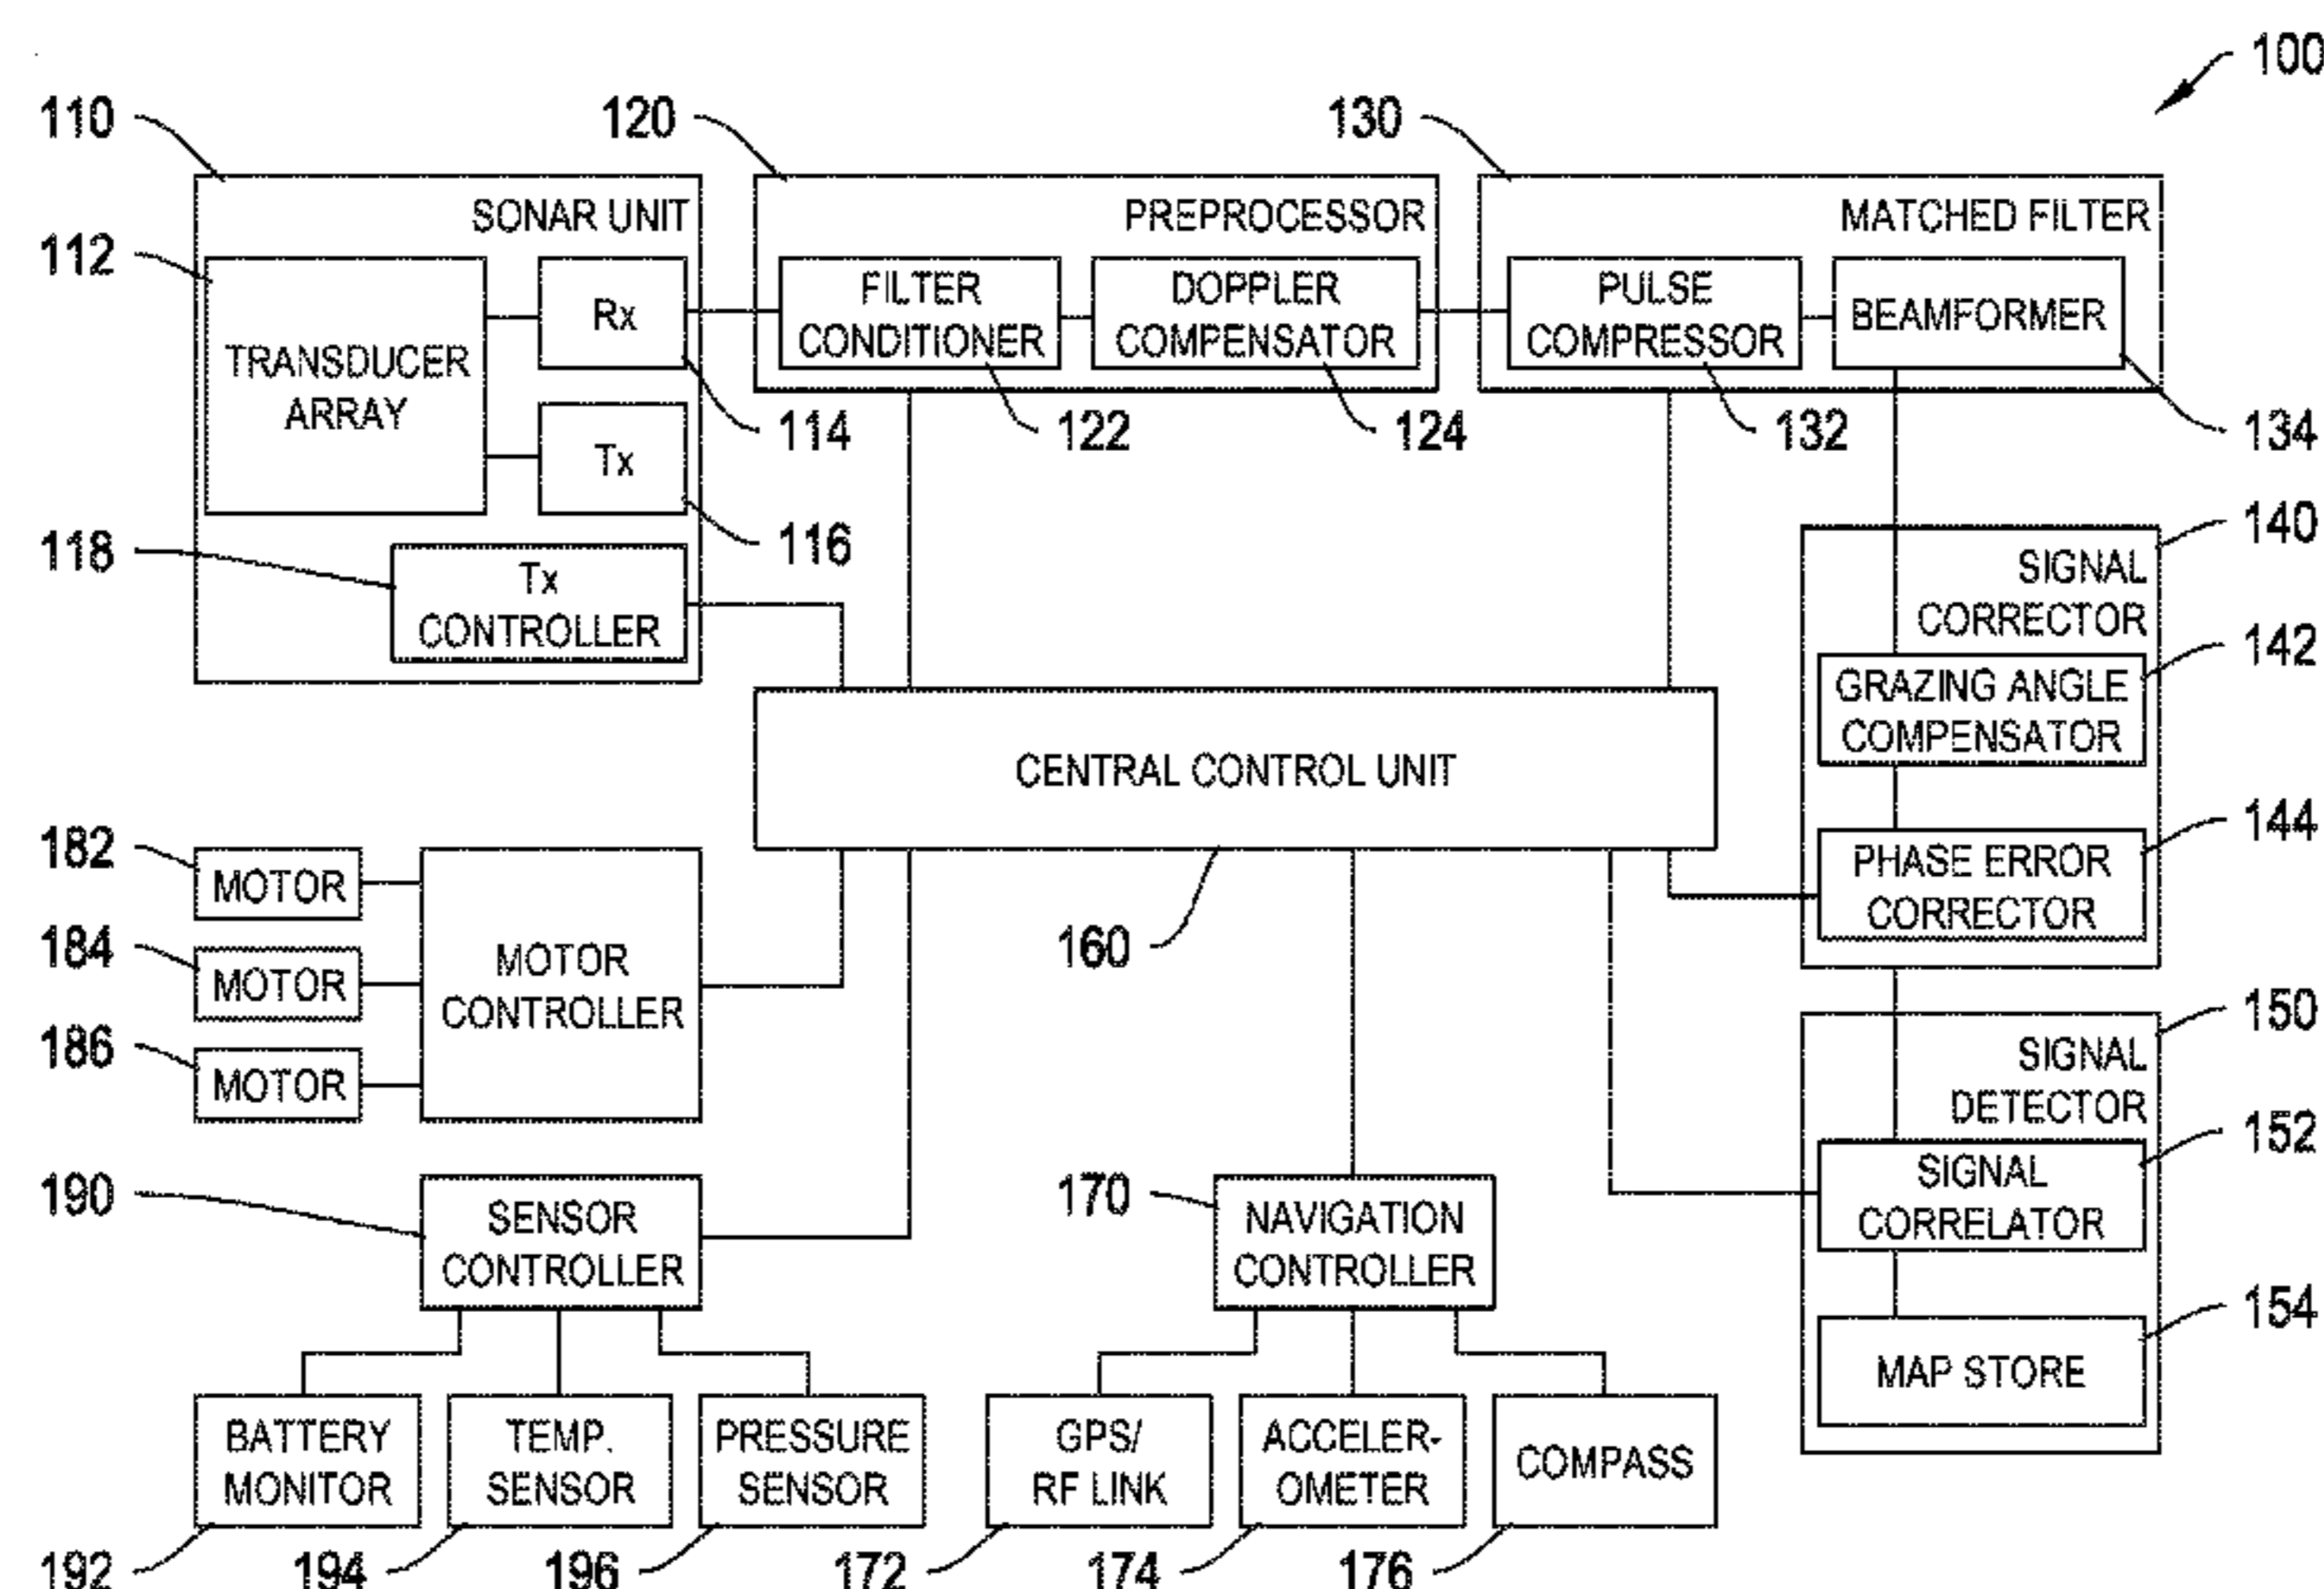 100
110
120
130
SONAR UNIT
PREPROCESSOR
MATCHED FILTER
112
TRANSDUCER
ARRAY
Rx
FILTER
CONDITIONER
DOPPLER
COMPENSATOR
PULSE
COMPRESSOR
BEAMFORMER
114
122
124
132
134
Tx
116
118
Tx
CONTROLLER
140
SIGNAL
CORRECTOR
142
GRAZING ANGLE
COMPENSATOR
CENTRAL CONTROL UNIT
144
PHASE ERROR
CORRECTOR
160
182
MOTOR
184
MOTOR
186
MOTOR
MOTOR
CONTROLLER
150
SIGNAL
DETECTOR
152
SIGNAL
CORRELATOR
154
MAP STORE
190
SENSOR
CONTROLLER
170
NAVIGATION
CONTROLLER
BATTERY
MONITOR
TEMP.
SENSOR
PRESSURE
SENSOR
GPS/
RF LINK
ACCELER-
OMETER
COMPASS
192
194
196
172
174
176